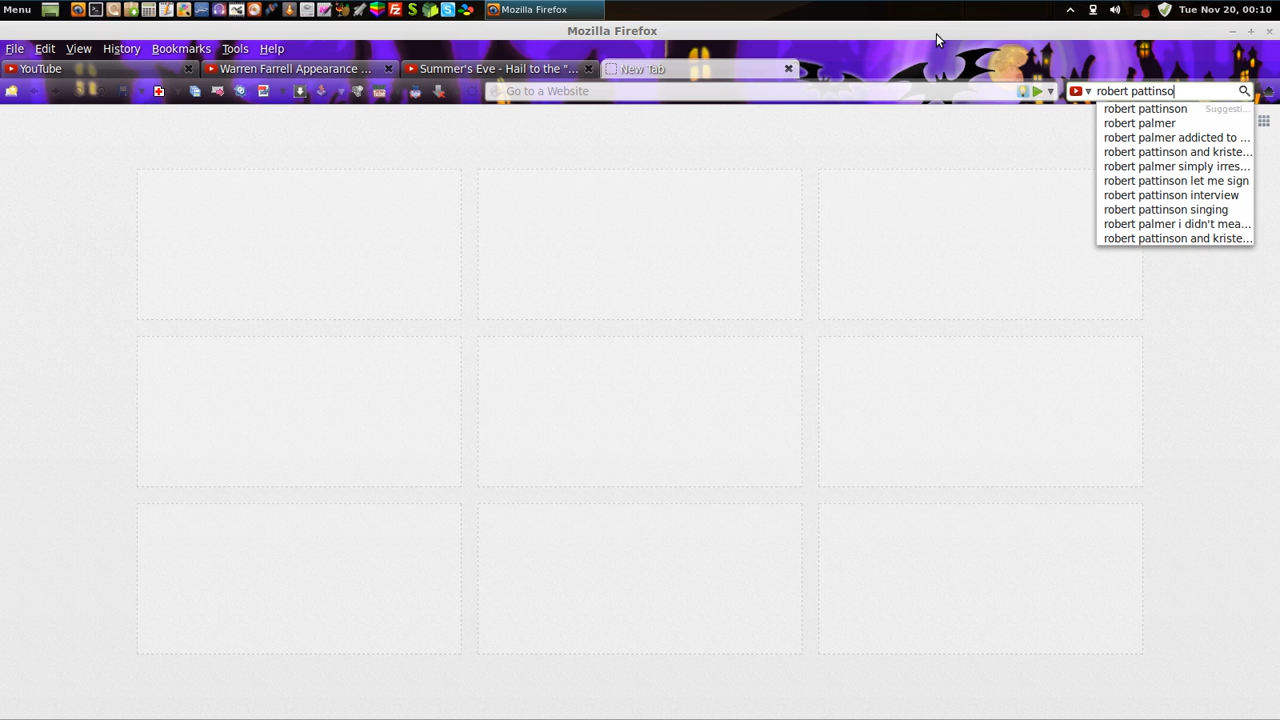 Menu Mozilla Firefox Tue Nov 20, 00:10
Mozilla Firefox
File Edit View History Bookmarks Tools Help
YouTube Warren Farrell Appearance ... Summer's Eve - Hail to the "... New Tab
Go to a Website robert pattinso
robert pattinson Suggesti...
robert palmer
robert palmer addicted to ...
robert pattinson and kriste...
robert palmer simply irres...
robert pattinson let me sign
robert pattinson interview
robert pattinson singing
robert palmer i didn't mea...
robert pattinson and kriste...